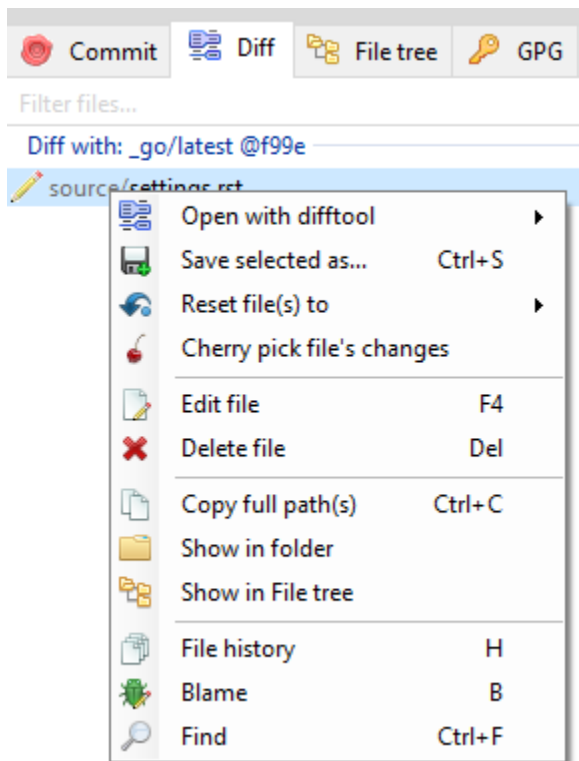 Commit Diff File tree GPG
Filter files...
Diff with: _go/latest @f99e
source/settings.rst
Open with difftool
Save selected as... Ctrl+S
Reset file(s) to
Cherry pick file's changes
Edit file F4
Delete file Del
Copy full path(s) Ctrl+C
Show in folder
Show in File tree
File history H
Blame B
Find Ctrl+F